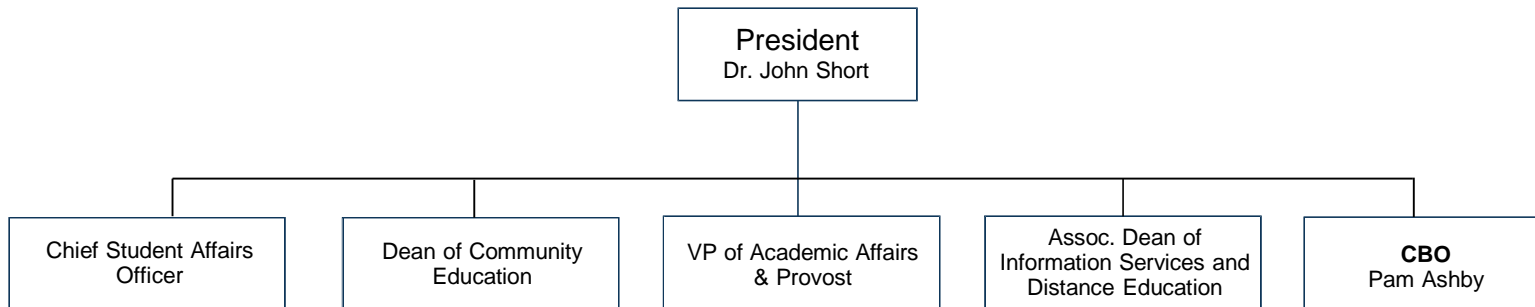 President
Dr. John Short
Chief Student Affairs
Officer
Dean of Community
Education
VP of Academic Affairs
& Provost
Assoc. Dean of
Information Services and
Distance Education
CBO
Pam Ashby